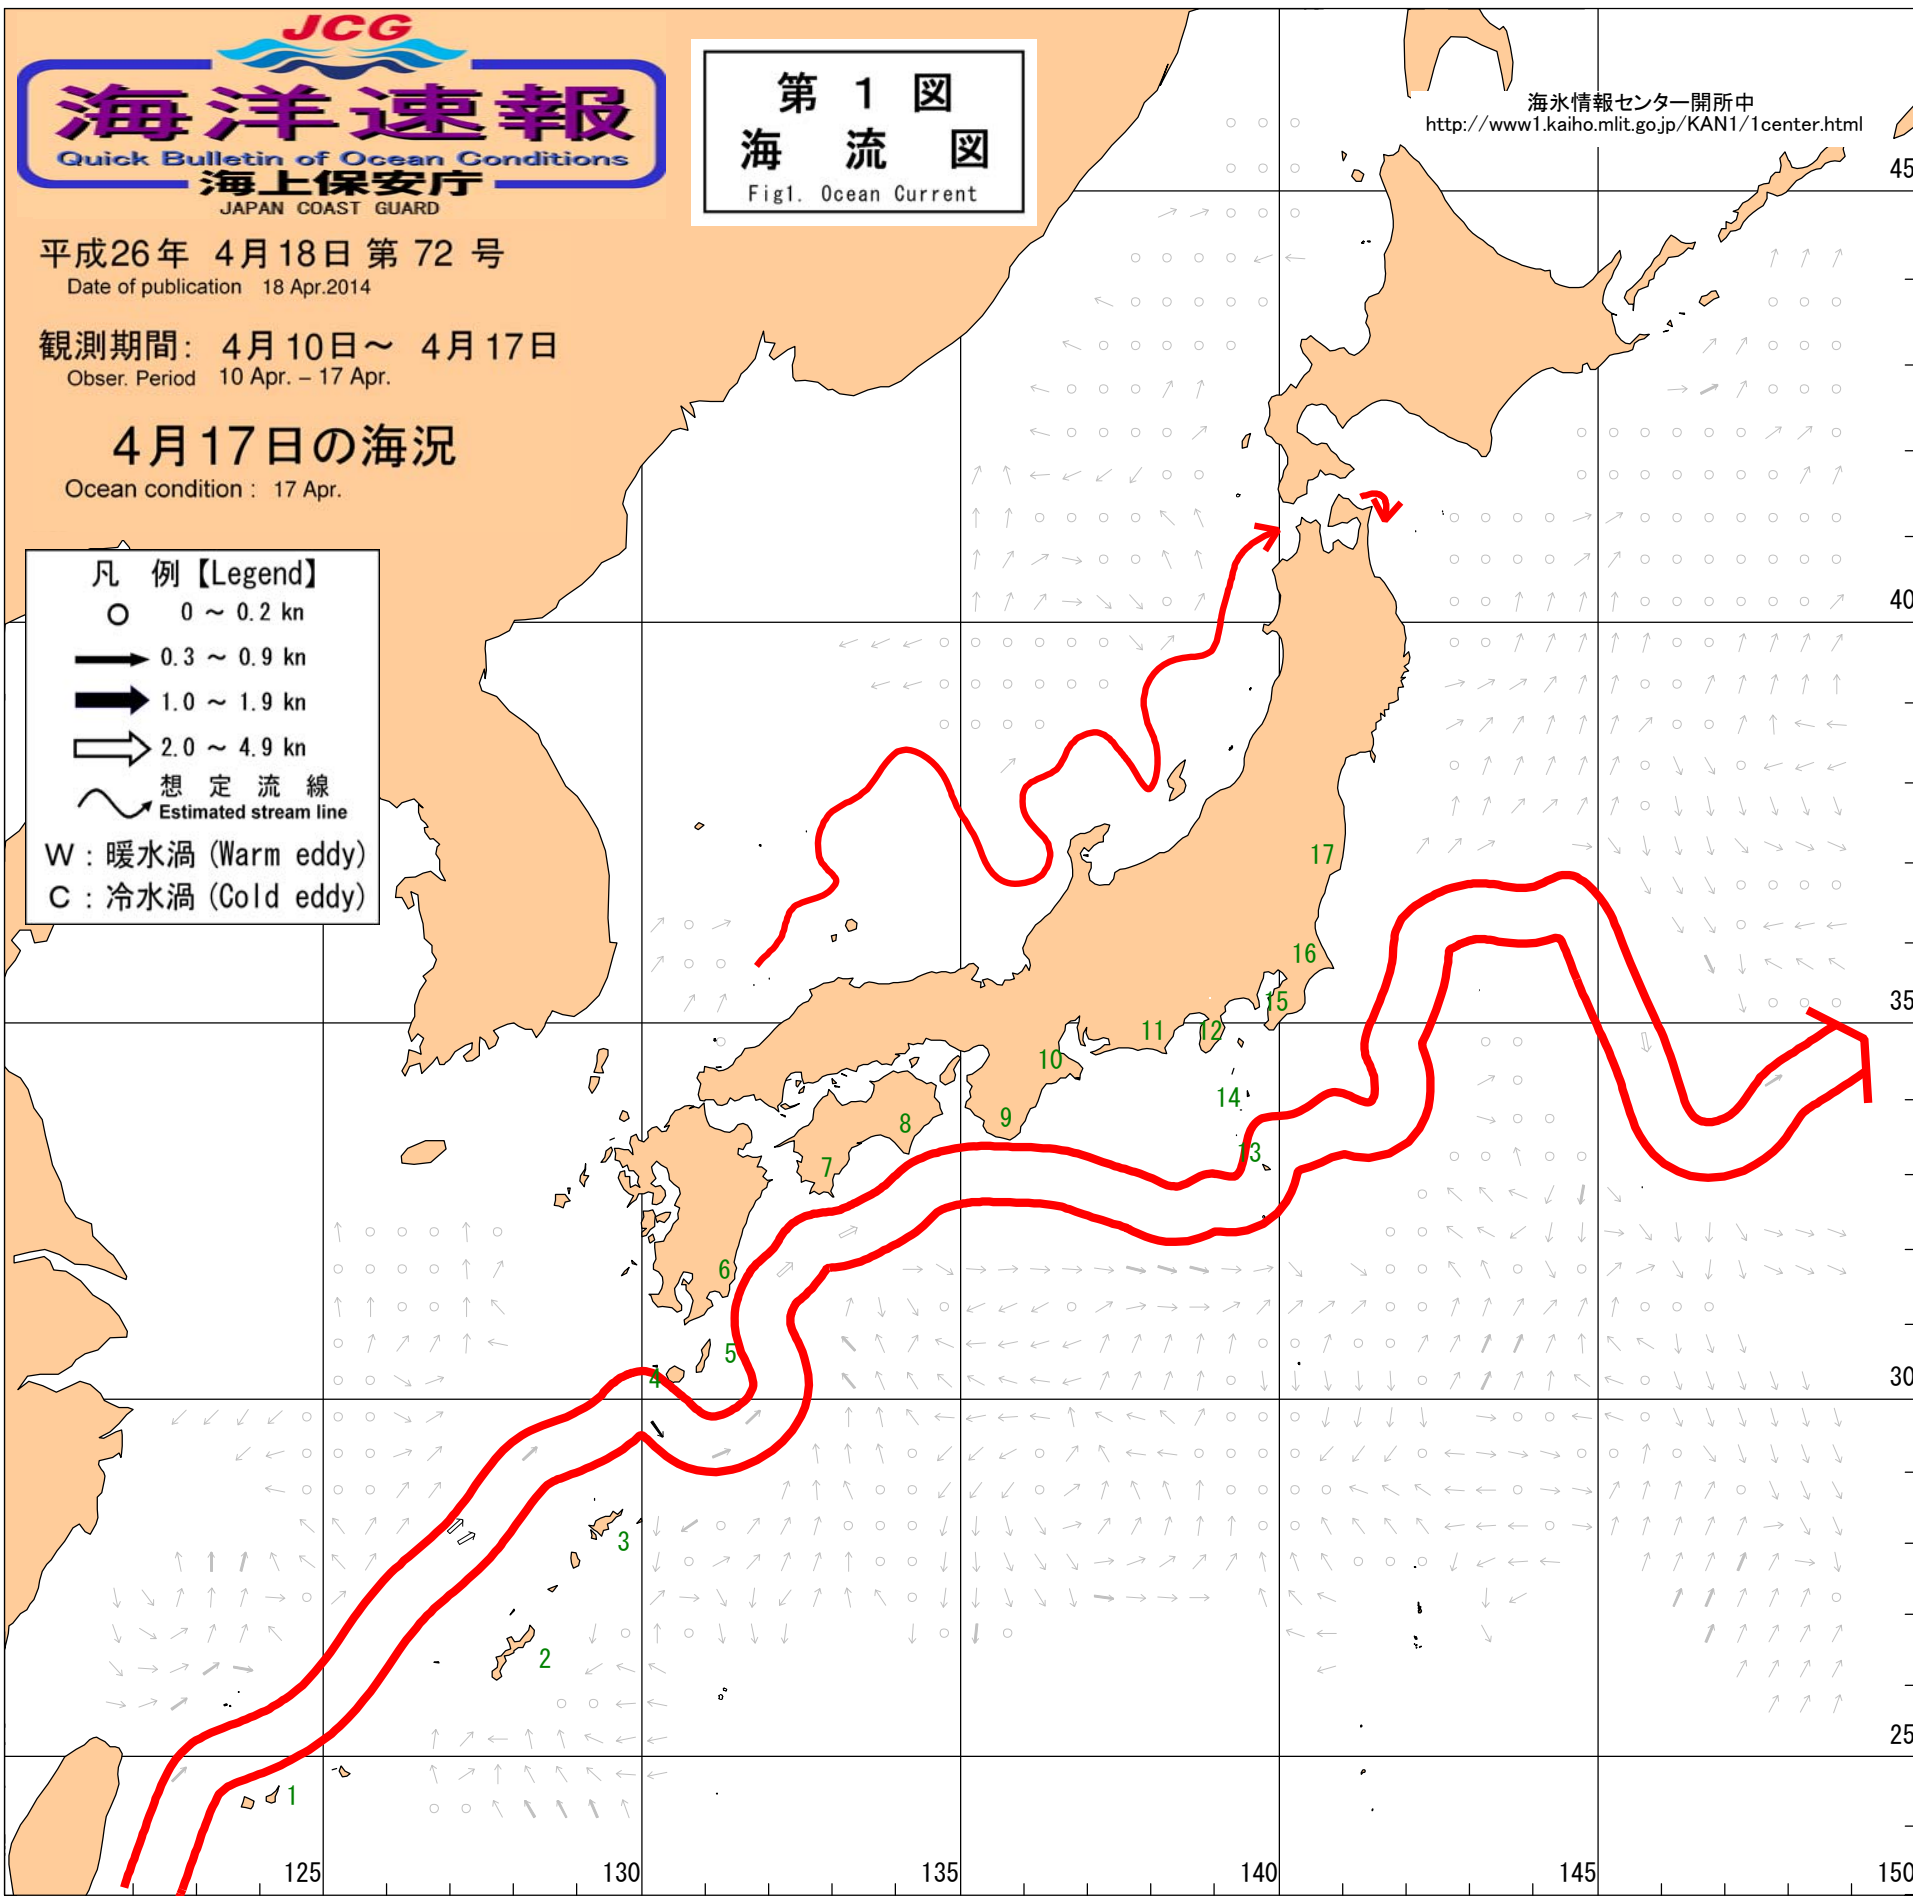 JCG
海洋速報
Quick Bulletin of Ocean Conditions
海上保安庁
JAPAN COAST GUARD
平成26年 4月18日 第 72 号
Date of publication 18 Apr.2014
観測期間: 4月10日～ 4月17日
Obser. Period 10 Apr. – 17 Apr.
4月17日の海況
Ocean condition : 17 Apr.
第 1 図
海 流 図
Fig1. Ocean Current
海氷情報センター開所中
http://www1.kaiho.mlit.go.jp/KAN1/1center.html
凡 例【Legend】
0 ～ 0.2 kn
0.3 ～ 0.9 kn
1.0 ～ 1.9 kn
2.0 ～ 4.9 kn
想 定 流 線
Estimated stream line
W : 暖水渦 (Warm eddy)
C : 冷水渦 (Cold eddy)
45
40
17
16
35
15
11
12
10
14
9
8
13
7
6
5
4
30
3
2
25
1
125
130
135
140
145
150